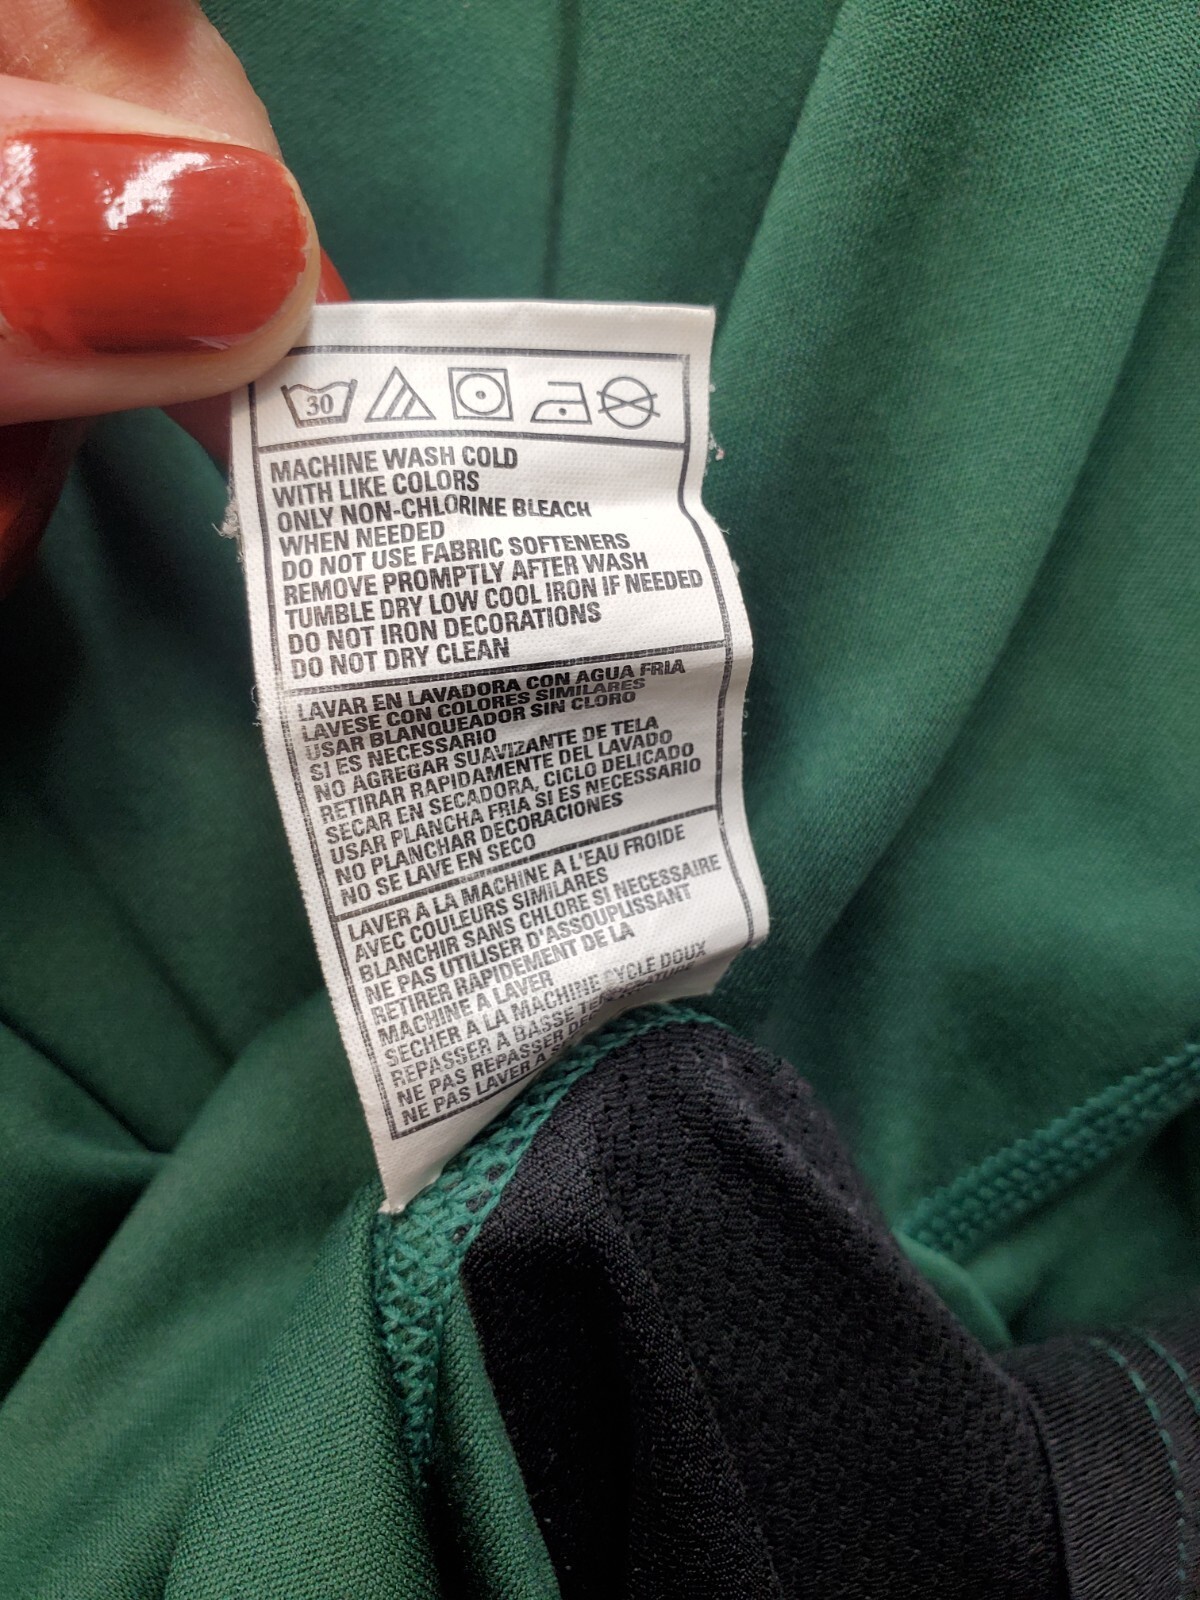 30
MACHINE WASH COLD
WITH LIKE COLORS
ONLY NON-CHLORINE BLEACH
WHEN NEEDED
DO NOT USE FABRIC SOFTENERS
REMOVE PROMPTLY AFTER WASH
TUMBLE DRY LOW COOL IRON IF NEEDED
DO NOT IRON DECORATIONS
DO NOT DRY CLEAN
LAVAR EN LAVADORA CON AGUA FRIA
LAVESE CON COLORES SIMILARES
USAR BLANQUEADOR SIN CLORO
SI ES NECESSARIO
NO AGREGAR SUAVIZANTE DE TELA
RETIRAR RAPIDAMENTE DEL LAVADO
SECAR EN SECADORA, CICLO DELICADO
USAR PLANCHA FRIA SI ES NECESSARIO
NO PLANCHAR DECORACIONES
NO SE LAVE EN SECO
LAVER A LA MACHINE A L'EAU FROIDE
AVEC COULEURS SIMILARES
BLANCHIR SANS CHLORE SI NECESSAIRE
NE PAS UTILISER D'ASSOUPLISSANT
RETIRER RAPIDEMENT DE LA
MACHINE A LAVER
SECHER A LA MACHINE CYCLE DOUX
REPASSER A BASSE TEMPERATURE
NE PAS REPASSER
NE PAS LAVER A